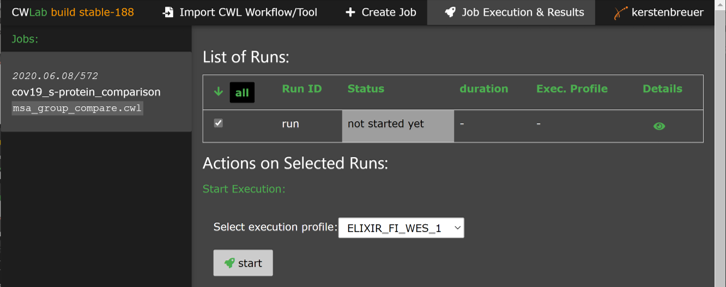 CWLab build stable-188 Import CWL Workflow/Tool Create Job Job Execution & Results kerstenbreuer
Jobs:
2020.06.08/572
cov19_s-protein_comparison
msa_group_compare.cwl
List of Runs:
all Run ID Status duration Exec. Profile Details
run not started yet - -
Actions on Selected Runs:
Start Execution:
Select execution profile: ELIXIR_FI_WES_1
start